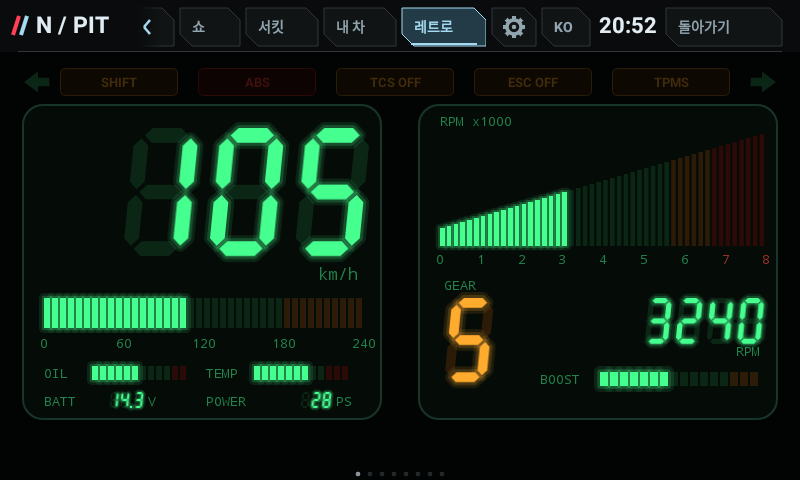 N / PIT 쇼 서킷 내 차 레트로 KO 20:52 돌아가기
SHIFT ABS TCS OFF ESC OFF TPMS
105
km/h
0 60 120 180 240
OIL TEMP
BATT 14.3 V POWER 28 PS
RPM x1000
0 1 2 3 4 5 6 7 8
GEAR
5
3240
RPM
BOOST